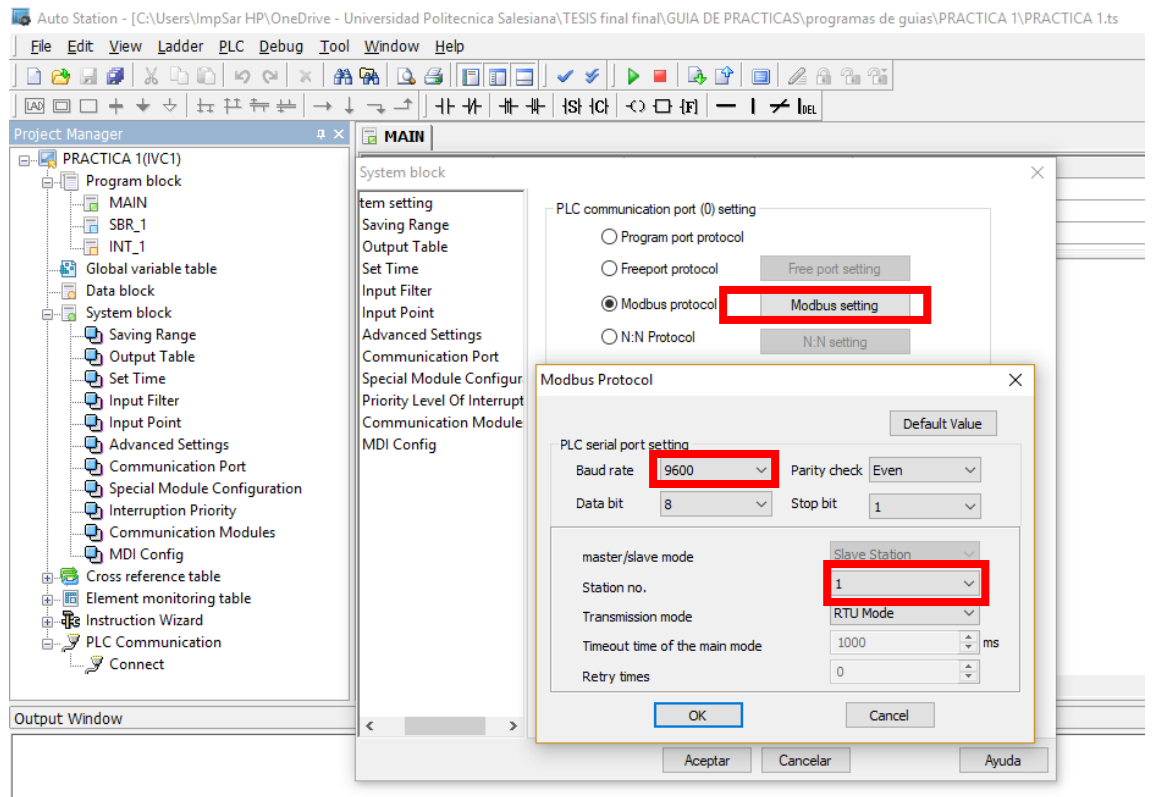 Auto Station - [C:\Users\ImpSar HP\OneDrive - Universidad Politecnica Salesiana\TESIS final final\GUIA DE PRACTICAS\programas de guias\PRACTICA 1\PRACTICA 1.ts
File Edit View Ladder PLC Debug Tool Window Help
LAD
S C F DEL
Project Manager
PRACTICA 1(IVC1)
Program block
MAIN
SBR_1
INT_1
Global variable table
Data block
System block
Saving Range
Output Table
Set Time
Input Filter
Input Point
Advanced Settings
Communication Port
Special Module Configuration
Interruption Priority
Communication Modules
MDI Config
Cross reference table
Element monitoring table
Instruction Wizard
PLC Communication
Connect
Output Window
MAIN
System block
tem setting
Saving Range
Output Table
Set Time
Input Filter
Input Point
Advanced Settings
Communication Port
Special Module Configur
Priority Level Of Interrupt
Communication Module
MDI Config
PLC communication port (0) setting
Program port protocol
Freeport protocol Free port setting
Modbus protocol Modbus setting
N:N Protocol N:N setting
Modbus Protocol
Default Value
PLC serial port setting
Baud rate 9600 Parity check Even
Data bit 8 Stop bit 1
master/slave mode Slave Station
Station no. 1
Transmission mode RTU Mode
Timeout time of the main mode 1000 ms
Retry times 0
OK Cancel
Aceptar Cancelar Ayuda